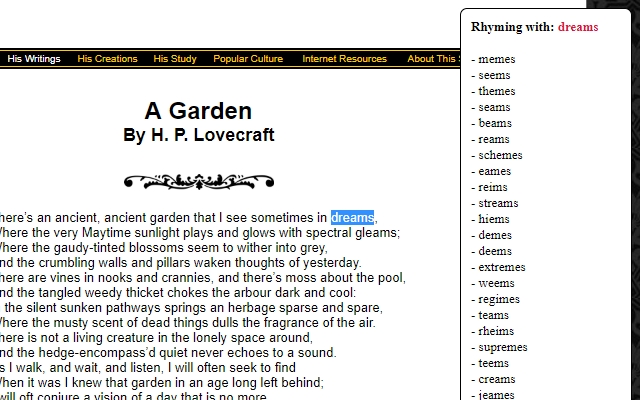 His Writings His Creations His Study Popular Culture Internet Resources About This
A Garden
By H. P. Lovecraft
here's an ancient, ancient garden that I see sometimes in dreams,
Where the very Maytime sunlight plays and glows with spectral gleams;
Where the gaudy-tinted blossoms seem to wither into grey,
nd the crumbling walls and pillars waken thoughts of yesterday.
here are vines in nooks and crannies, and there's moss about the pool,
nd the tangled weedy thicket chokes the arbour dark and cool:
the silent sunken pathways springs an herbage sparse and spare,
Where the musty scent of dead things dulls the fragrance of the air.
here is not a living creature in the lonely space around,
nd the hedge-encompass'd quiet never echoes to a sound.
s I walk, and wait, and listen, I will often seek to find
When it was I knew that garden in an age long left behind;
will oft conjure a vision of a day that is no more
Rhyming with: dreams
- memes
- seems
- themes
- seams
- beams
- reams
- schemes
- eames
- reims
- streams
- hiems
- demes
- deems
- extremes
- weems
- regimes
- teams
- rheims
- supremes
- teems
- creams
- jeames